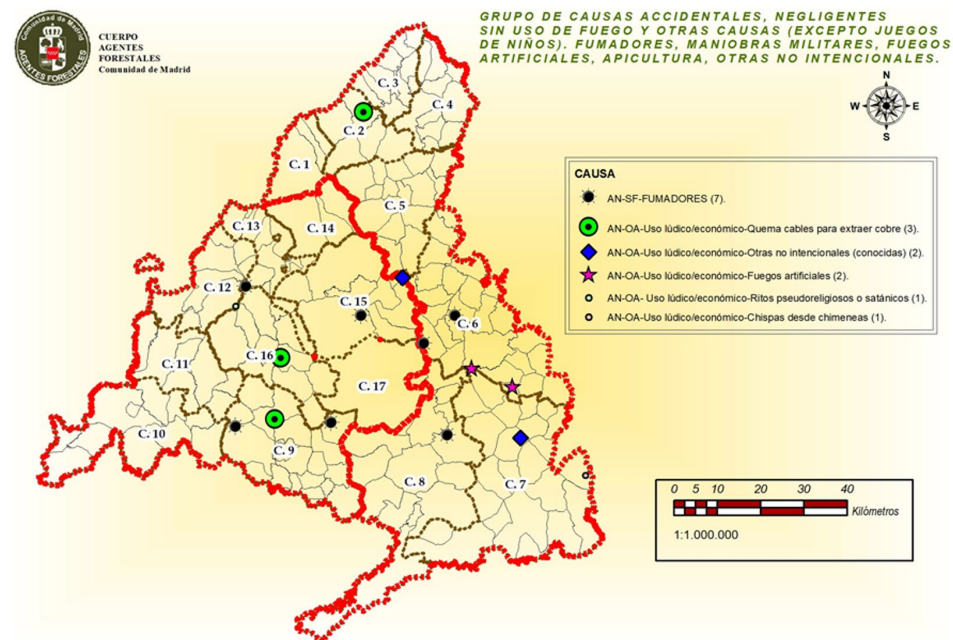 Comunidad de Madrid
AGENTES FORESTALES
CUERPO
AGENTES
FORESTALES
Comunidad de Madrid
GRUPO DE CAUSAS ACCIDENTALES, NEGLIGENTES
SIN USO DE FUEGO Y OTRAS CAUSAS (EXCEPTO JUEGOS
DE NIÑOS). FUMADORES, MANIOBRAS MILITARES, FUEGOS
ARTIFICIALES, APICULTURA, OTRAS NO INTENCIONALES.
N
W E
S
C. 3
C. 4
C. 2
C. 1
C. 5
C. 13
C. 14
C. 12
C. 15
C. 6
C. 16
C. 11
C. 17
C. 10
C. 9
C. 8
C. 7
CAUSA
AN-SF-FUMADORES (7).
AN-OA-Uso lúdico/económico-Quema cables para extraer cobre (3).
AN-OA-Uso lúdico/económico-Otras no intencionales (conocidas) (2).
AN-OA-Uso lúdico/económico-Fuegos artificiales (2).
AN-OA- Uso lúdico/económico-Ritos pseudoreligiosos o satánicos (1).
AN-OA-Uso lúdico/económico-Chispas desde chimeneas (1).
0 5 10 20 30 40
Kilómetros
1:1.000.000